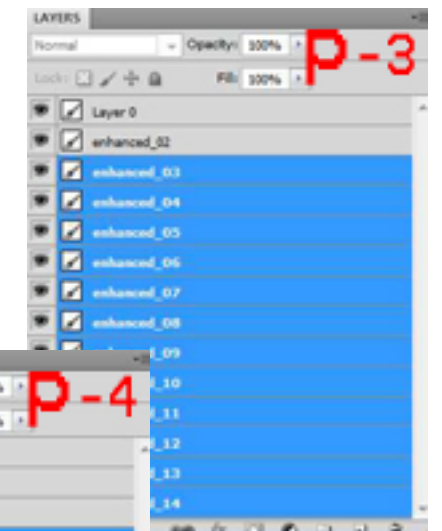 LAYERS
Normal Opacity: 100% P-3
Lock: Fill: 100%
Layer 0
enhanced_02
enhanced_03
enhanced_04
enhanced_05
enhanced_06
enhanced_07
enhanced_08
_09
P-4 _10
_11
_12
_13
_14